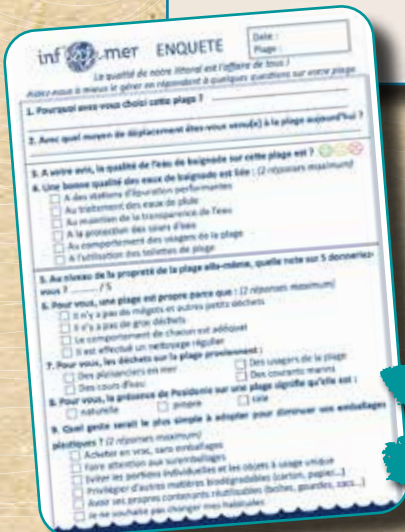 inf mer ENQUETE
Date :
Plage :
La qualité de notre littoral est l'affaire de tous !
Aidez-nous à mieux le gérer en répondant à quelques questions sur votre plage
1. Pourquoi avez-vous choisi cette plage ?
2. Avec quel moyen de déplacement êtes-vous venu(e) à la plage aujourd'hui ?
3. A votre avis, la qualité de l'eau de baignade sur cette plage est ?
4. Une bonne qualité des eaux de baignade est liée : (2 réponses maximum)
A des stations d'épuration performantes
Au traitement des eaux de pluie
Au maintien de la transparence de l'eau
A la protection des cours d'eau
Au comportement des usagers de la plage
A l'utilisation des toilettes de plage
5. Au niveau de la propreté de la plage elle-même, quelle note sur 5 donneriez-
vous ? / 5
6. Pour vous, une plage est propre parce que : (2 réponses maximum)
Il n'y a pas de mégots et autres petits déchets
Il n'y a pas de gros déchets
Le comportement de chacun est adéquat
Il est effectué un nettoyage régulier
7. Pour vous, les déchets sur la plage proviennent :
Des plaisanciers en mer
Des usagers de la plage
Des cours d'eau
Des courants marins
8. Pour vous, la présence de Posidonie sur une plage signifie qu'elle est :
naturelle
propre
sale
9. Quel geste serait le plus simple à adopter pour diminuer vos emballages
plastiques ? (2 réponses maximum)
Acheter en vrac, sans emballages
Faire attention aux suremballages
Eviter les portions individuelles et les objets à usage unique
Privilégier d'autres matières biodégradables (carton, papier...)
Avoir ses propres contenants réutilisables (boîtes, gourdes, sacs...)
Je ne souhaite pas changer mes habitudes